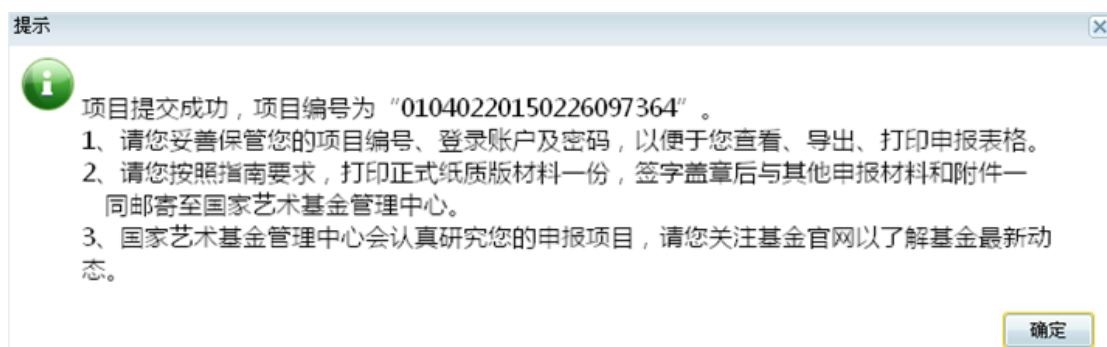 提示
项目提交成功，项目编号为“01040220150226097364”。
1、请您妥善保管您的项目编号、登录账户及密码，以便于您查看、导出、打印申报表格。
2、请您按照指南要求，打印正式纸质版材料一份，签字盖章后与其他申报材料和附件一
同邮寄至国家艺术基金管理中心。
3、国家艺术基金管理中心会认真研究您的申报项目，请您关注基金官网以了解基金最新动
态。
确定